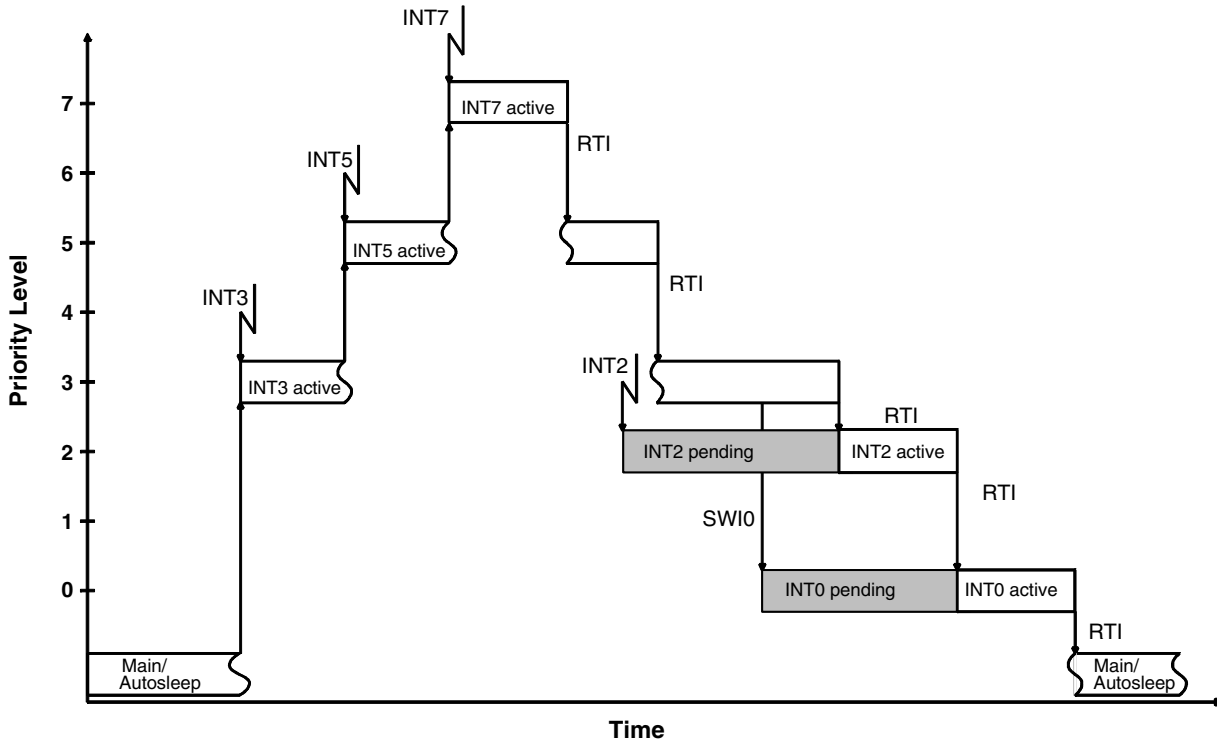 INT7
7
INT7 active
RTI
INT5
6
5
INT5 active
RTI
INT3
4
INT2
3
INT3 active
RTI
2
INT2 pending
INT2 active
RTI
1
SWI0
0
INT0 pending
INT0 active
RTI
Main/
Autosleep
Main/
Autosleep
Priority Level
Time